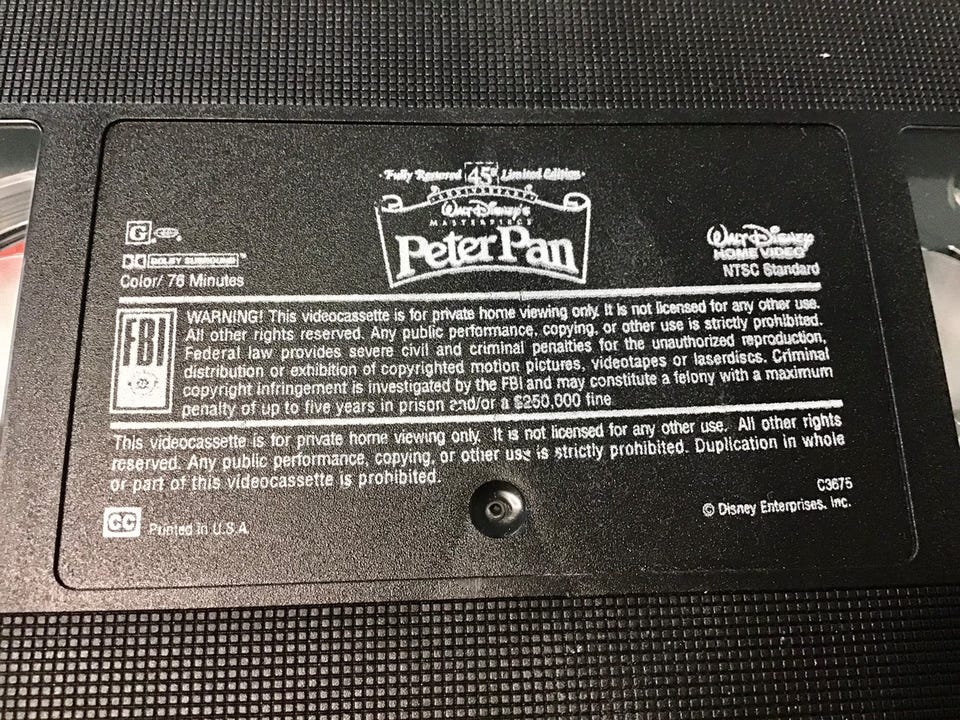 Fully Restored 45th Limited Edition
ANNIVERSARY
Walt Disney's
MASTERPIECE
Peter Pan
G
DOLBY SURROUND™
Color/ 76 Minutes
Walt Disney
HOME VIDEO
NTSC Standard
FBI
WARNING! This videocassette is for private home viewing only. It is not licensed for any other use.
All other rights reserved. Any public performance, copying, or other use is strictly prohibited.
Federal law provides severe civil and criminal penalties for the unauthorized reproduction,
distribution or exhibition of copyrighted motion pictures, videotapes or laserdiscs. Criminal
copyright infringement is investigated by the FBI and may constitute a felony with a maximum
penalty of up to five years in prison and/or a $250,000 fine
This videocassette is for private home viewing only. It is not licensed for any other use. All other rights
reserved. Any public performance, copying, or other use is strictly prohibited. Duplication in whole
or part of this videocassette is prohibited.
CC Printed in U.S.A.
C3675
© Disney Enterprises, Inc.